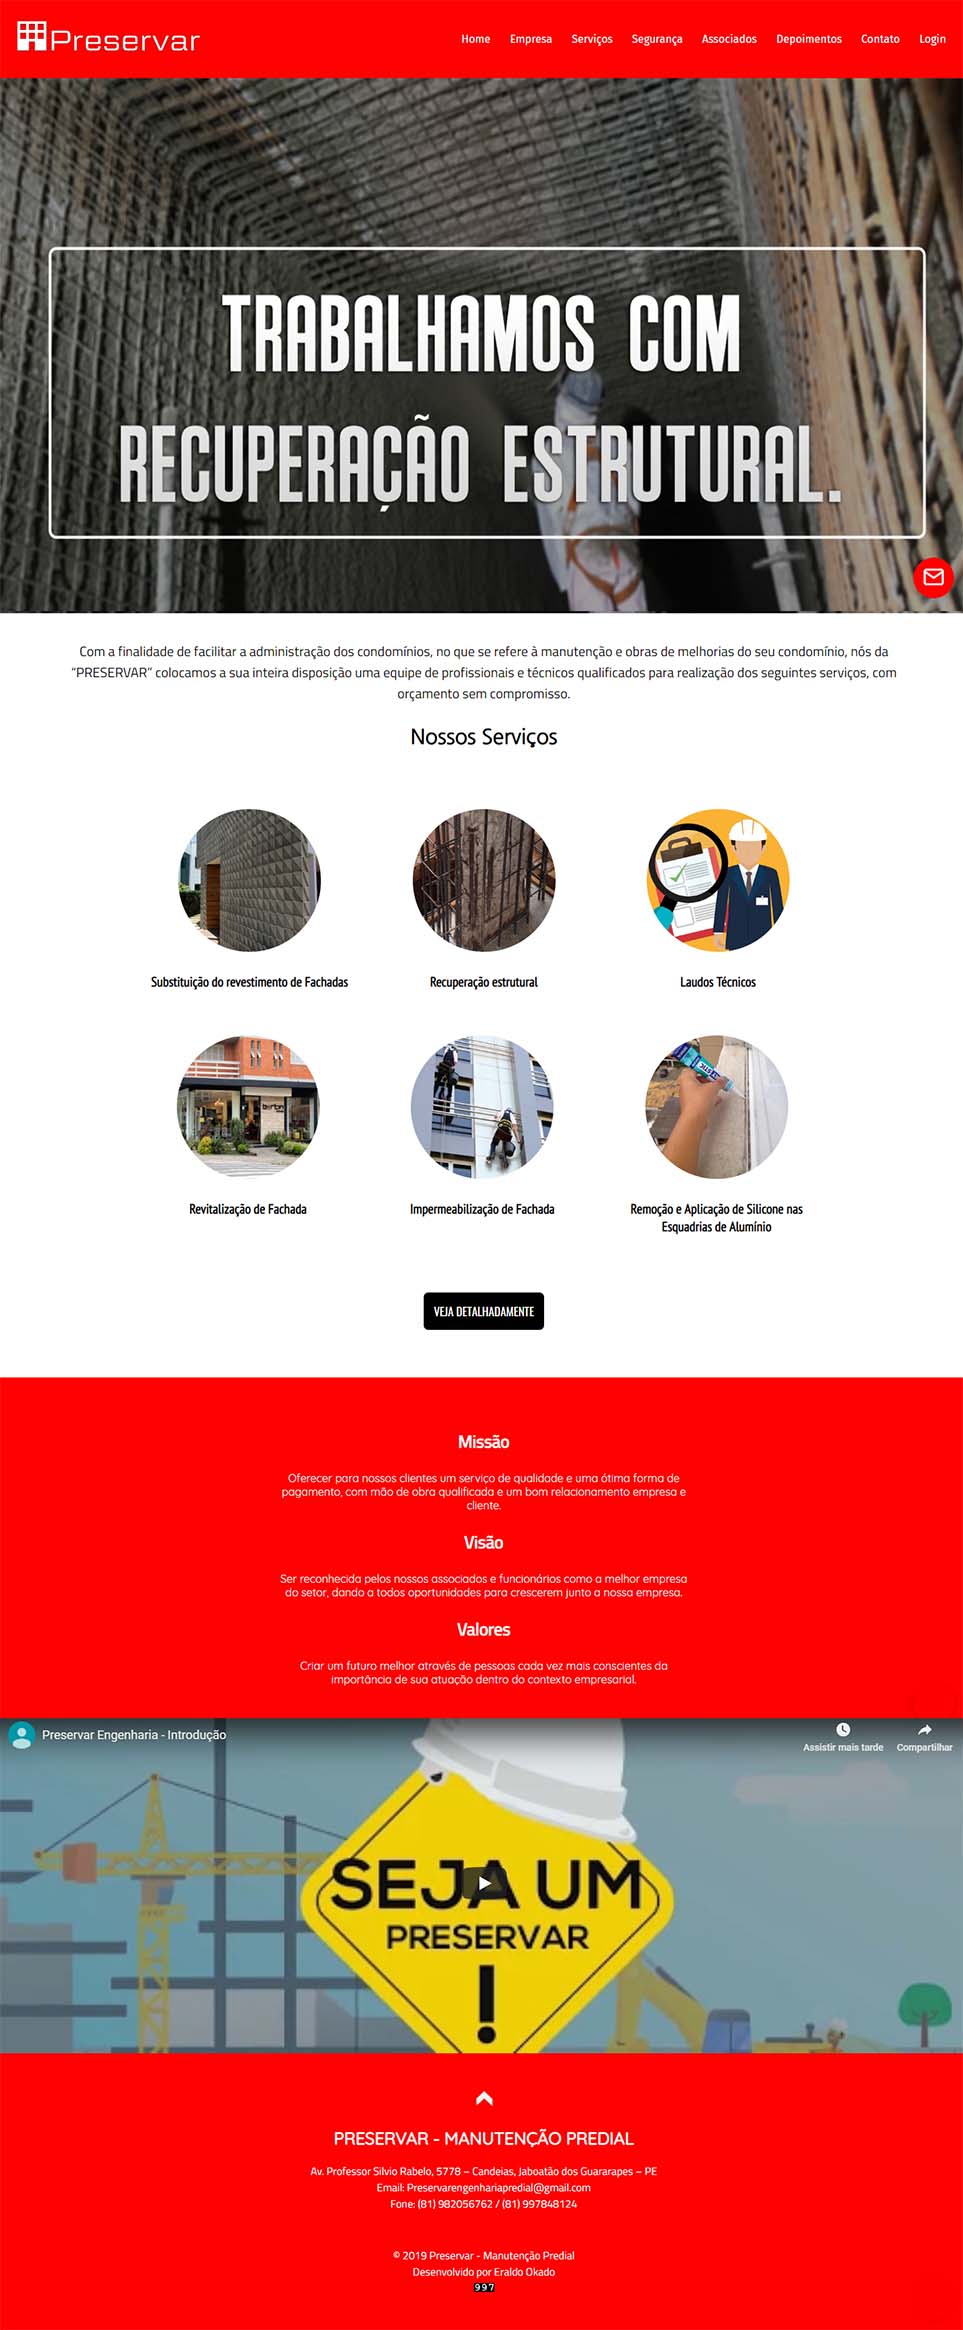 Preservar
Home Empresa Serviços Segurança Associados Depoimentos Contato Login
TRABALHAMOS COM
RECUPERAÇÃO ESTRUTURAL.
Com a finalidade de facilitar a administração dos condomínios, no que se refere à manutenção e obras de melhorias do seu condomínio, nós da
“PRESERVAR” colocamos a sua inteira disposição uma equipe de profissionais e técnicos qualificados para realização dos seguintes serviços, com
orçamento sem compromisso.
Nossos Serviços
Substituição do revestimento de Fachadas
Recuperação estrutural
Laudos Técnicos
Revitalização de Fachada
Impermeabilização de Fachada
Remoção e Aplicação de Silicone nas
Esquadrias de Alumínio
VEJA DETALHADAMENTE
Missão
Oferecer para nossos clientes um serviço de qualidade e uma ótima forma de
pagamento, com mão de obra qualificada e um bom relacionamento empresa e
cliente.
Visão
Ser reconhecida pelos nossos associados e funcionários como a melhor empresa
do setor, dando a todos oportunidades para crescerem junto a nossa empresa.
Valores
Criar um futuro melhor através de pessoas cada vez mais conscientes da
importância de sua atuação dentro do contexto empresarial.
Preservar Engenharia - Introdução
Assistir mais tarde
Compartilhar
SEJA UM
PRESERVAR
!
PRESERVAR - MANUTENÇÃO PREDIAL
Av. Professor Silvio Rabelo, 5778 – Candeias, Jaboatão dos Guararapes – PE
Email: Preservarengenhariapredial@gmail.com
Fone: (81) 982056762 / (81) 997848124
© 2019 Preservar - Manutenção Predial
Desenvolvido por Eraldo Okado
997